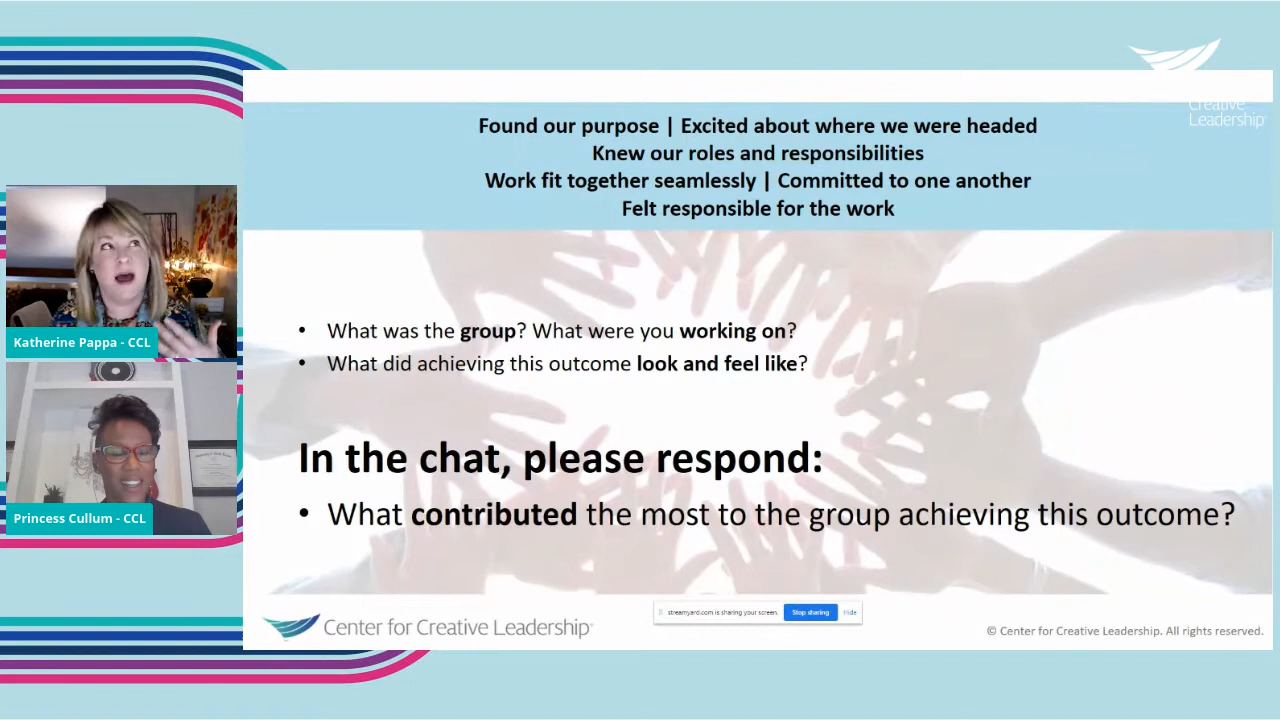 Creative
Leadership
Found our purpose | Excited about where we were headed
Knew our roles and responsibilities
Work fit together seamlessly | Committed to one another
Felt responsible for the work
Katherine Pappa - CCL
Princess Cullum - CCL
• What was the group? What were you working on?
• What did achieving this outcome look and feel like?
In the chat, please respond:
• What contributed the most to the group achieving this outcome?
streamyard.com is sharing your screen.
Stop sharing
Hide
Center for Creative Leadership
© Center for Creative Leadership. All rights reserved.